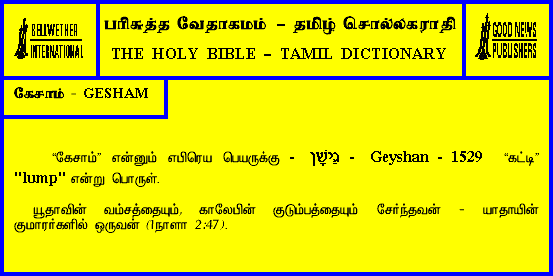 BELLWETHER
INTERNATIONAL
பரிசுத்த வேதாகமம் – தமிழ் சொல்லகராதி
THE HOLY BIBLE – TAMIL DICTIONARY
GOOD NEWS
PUBLISHERS
கேசாம் - GESHAM
“கேசாம்” என்னும் எபிரெய பெயருக்கு - גֵּישָׁן - Geyshan - 1529 “கட்டி”
"lump" என்று பொருள்.
யூதாவின் வம்சத்தையும், காலேபின் குடும்பத்தையும் சேர்ந்தவன் - யாதாயின்
குமாரர்களில் ஒருவன் (1நாளா 2:47).